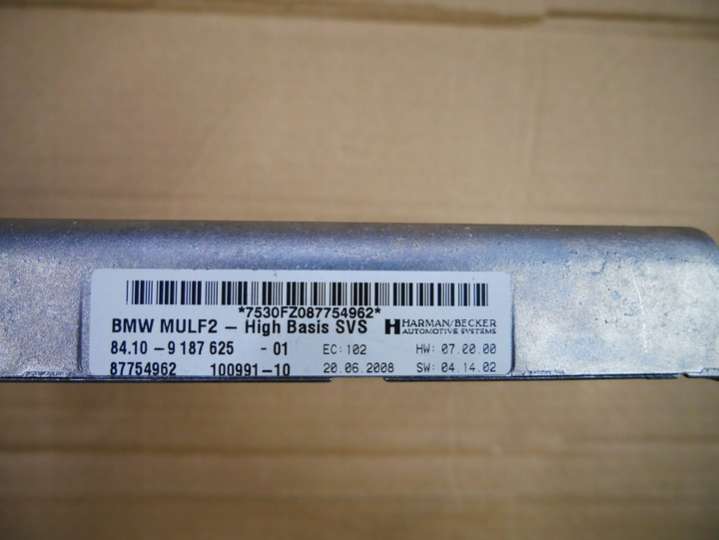 *7530FZ087754962*
BMW MULF2 – High Basis SVS HARMAN/BECKER
AUTOMOTIVE SYSTEMS
84.10 – 9 187 625 - 01 EC: 102 HW: 07.00.00
87754962 100991–10 20.06.2008 SW: 04.14.02